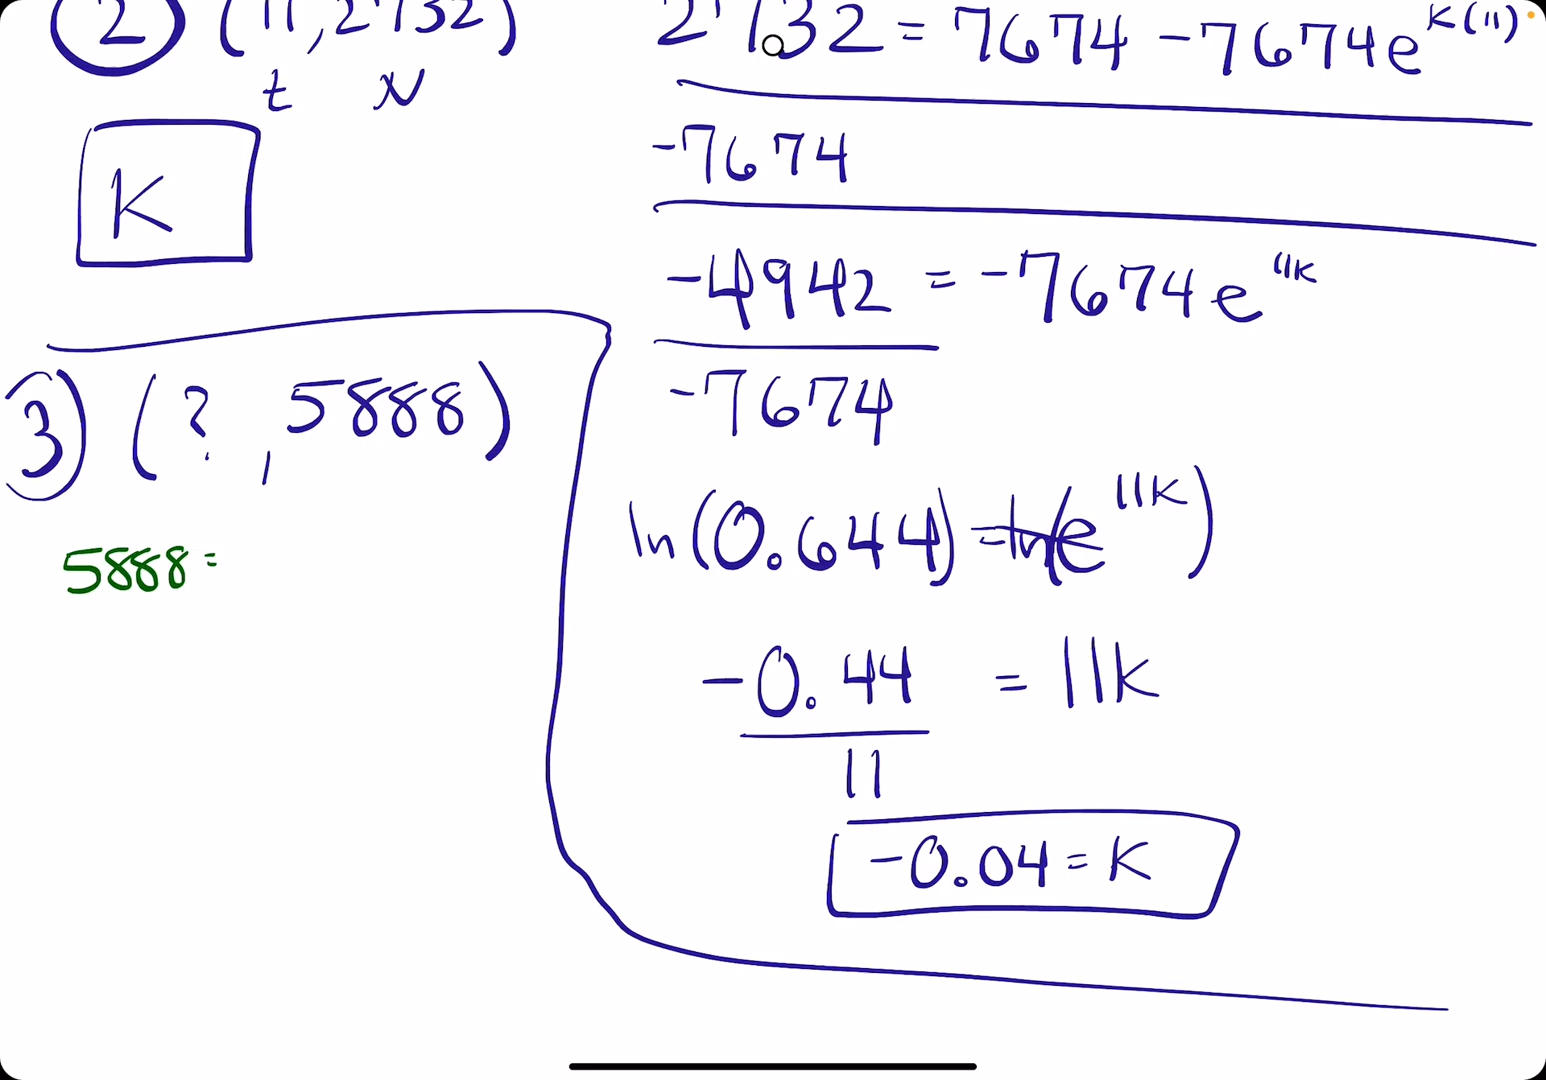 ② (11, 2732)
t N
K
③ (? , 5888)
5888 =
2732 = 7674 - 7674e^{K(11)}
-7674
-4942 = -7674 e^{11K}
-7674
ln(0.644) = ln(e^{11K})
-0.44 = 11K
11
-0.04 = K